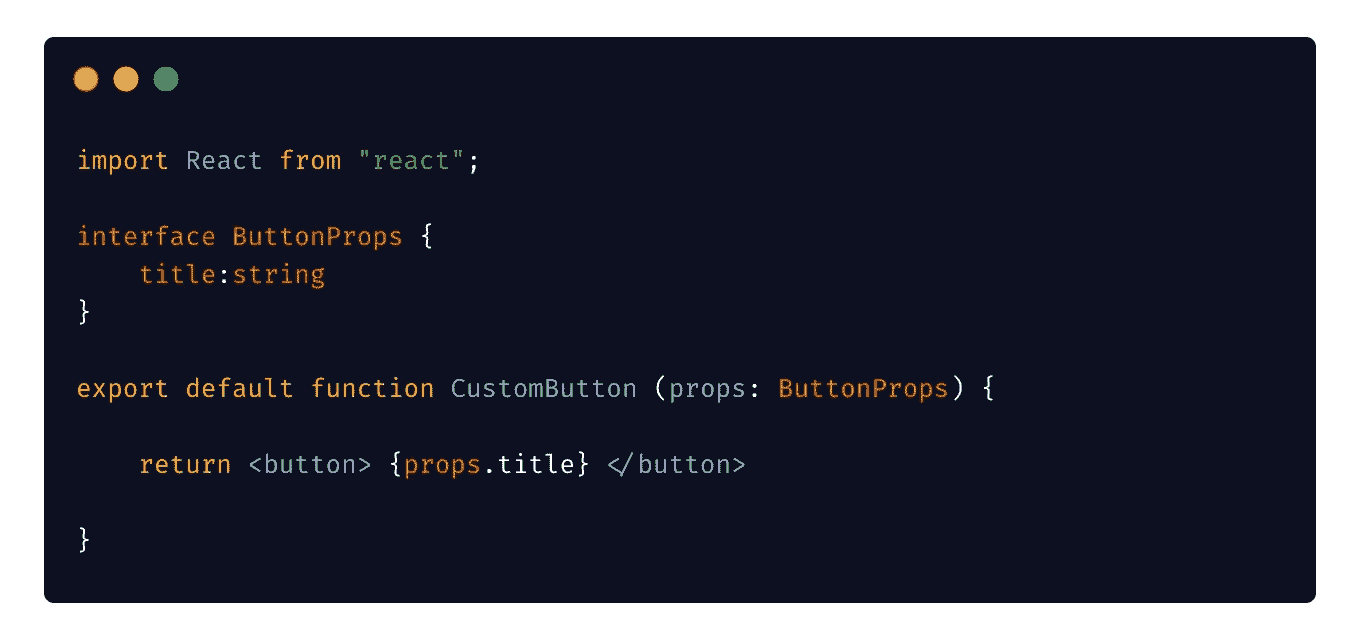 import React from "react";
interface ButtonProps {
    title:string
}
export default function CustomButton (props: ButtonProps) {
    return <button> {props.title} </button>
}